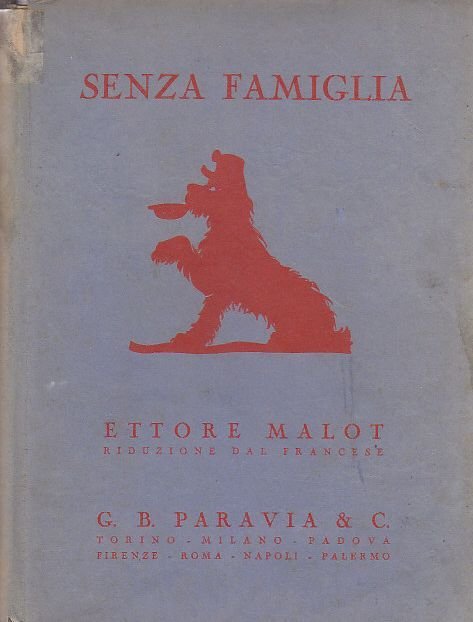 SENZA FAMIGLIA
ETTORE MALOT
RIDUZIONE DAL FRANCESE
G. B. PARAVIA & C.
TORINO - MILANO - PADOVA
FIRENZE - ROMA - NAPOLI - PALERMO